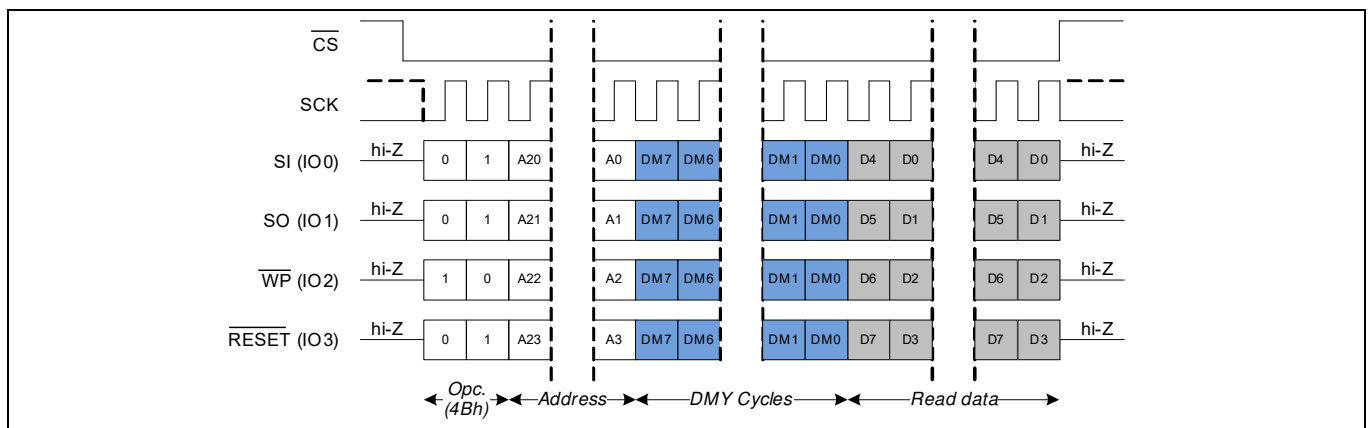 CS
SCK
SI (IO0) hi-Z 0 1 A20 A0 DM7 DM6 DM1 DM0 D4 D0 D4 D0 hi-Z
SO (IO1) hi-Z 0 1 A21 A1 DM7 DM6 DM1 DM0 D5 D1 D5 D1 hi-Z
WP (IO2) hi-Z 1 0 A22 A2 DM7 DM6 DM1 DM0 D6 D2 D6 D2 hi-Z
RESET (IO3) hi-Z 0 1 A23 A3 DM7 DM6 DM1 DM0 D7 D3 D7 D3 hi-Z
Opc. (4Bh) Address DMY Cycles Read data